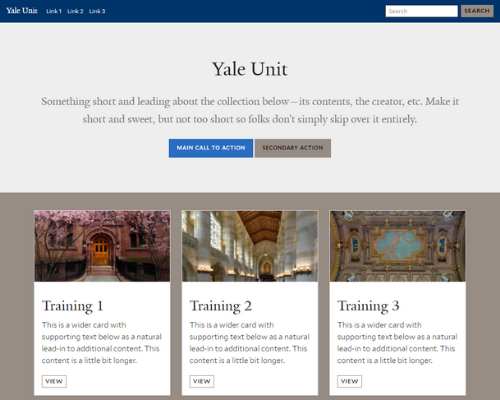 Yale Unit Link 1 Link 2 Link 3 Search SEARCH
Yale Unit
Something short and leading about the collection below—its contents, the creator, etc. Make it
short and sweet, but not too short so folks don't simply skip over it entirely.
MAIN CALL TO ACTION SECONDARY ACTION
Training 1
This is a wider card with
supporting text below as a natural
lead-in to additional content. This
content is a little bit longer.
VIEW
Training 2
This is a wider card with
supporting text below as a natural
lead-in to additional content. This
content is a little bit longer.
VIEW
Training 3
This is a wider card with
supporting text below as a natural
lead-in to additional content. This
content is a little bit longer.
VIEW